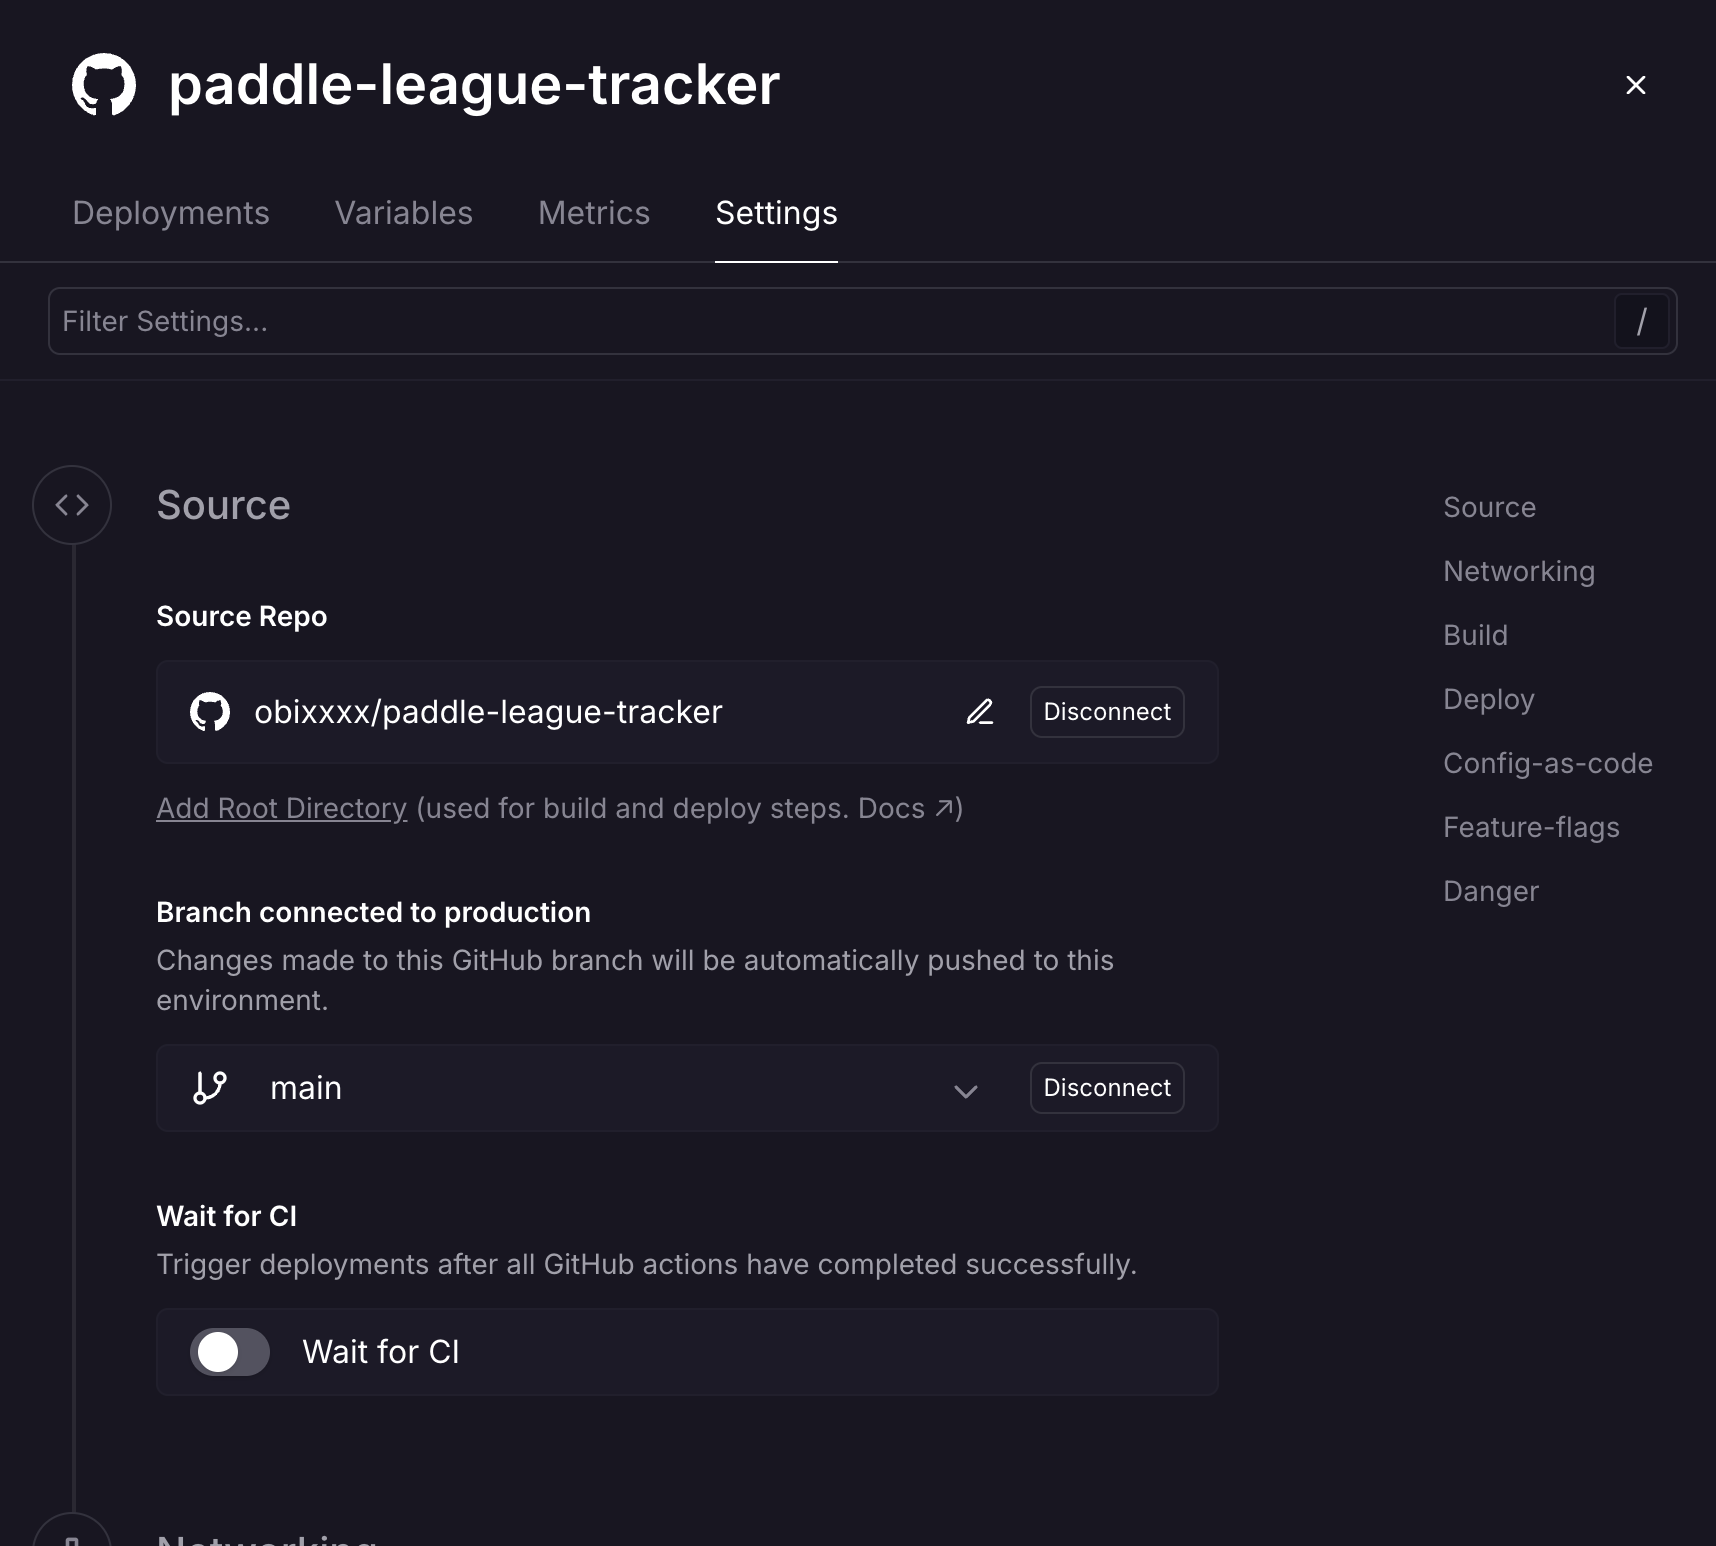 paddle-league-tracker
Deployments Variables Metrics Settings
Filter Settings... /
Source
Source Repo
obixxxx/paddle-league-tracker Disconnect
Add Root Directory (used for build and deploy steps. Docs ↗)
Branch connected to production
Changes made to this GitHub branch will be automatically pushed to this
environment.
main Disconnect
Wait for CI
Trigger deployments after all GitHub actions have completed successfully.
Wait for CI
Networking
Source
Networking
Build
Deploy
Config-as-code
Feature-flags
Danger